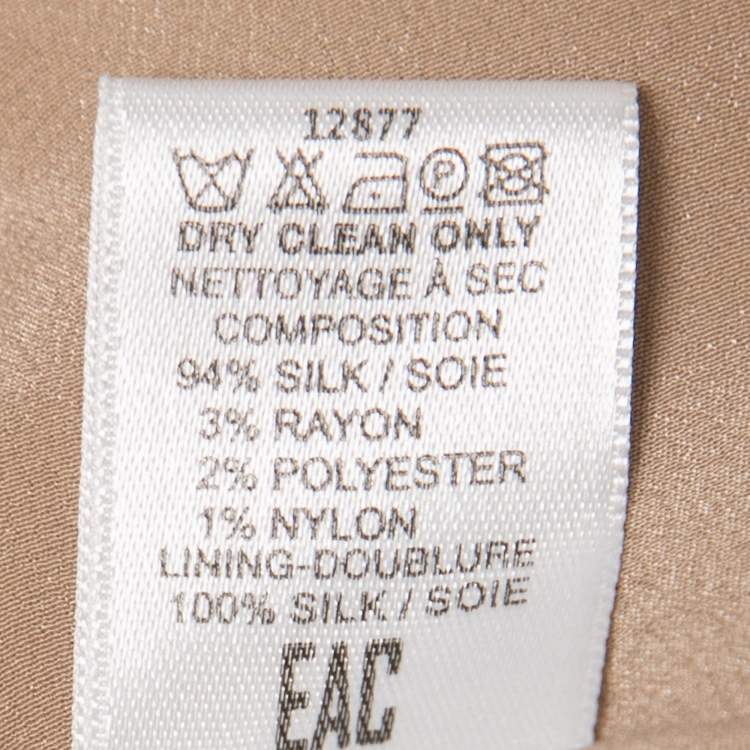 12877
P
DRY CLEAN ONLY
NETTOYAGE À SEC
COMPOSITION
94% SILK / SOIE
3% RAYON
2% POLYESTER
1% NYLON
LINING-DOUBLURE
100% SILK / SOIE
EAC